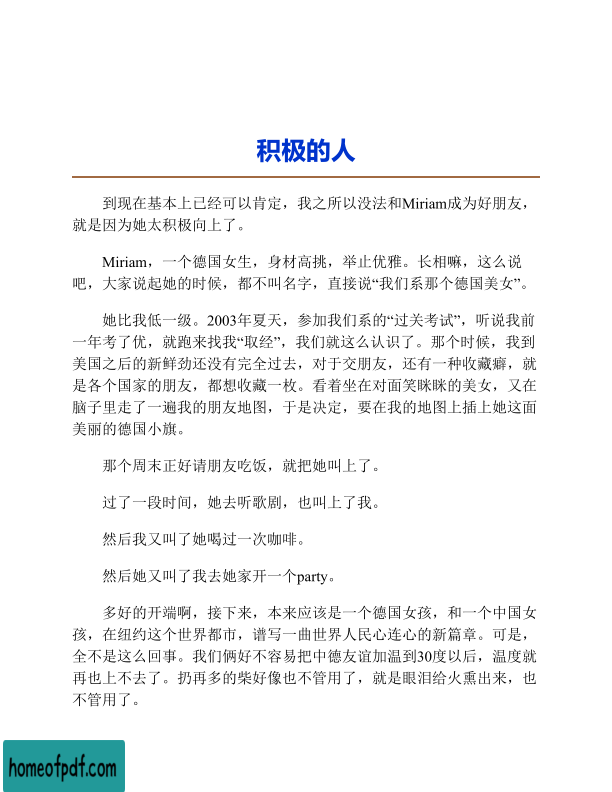 积极的人
到现在基本上已经可以肯定，我之所以没法和Miriam成为好朋友，
就是因为她太积极向上了。
Miriam，一个德国女生，身材高挑，举止优雅。长相嘛，这么说
吧，大家说起她的时候，都不叫名字，直接说“我们系那个德国美女”。
她比我低一级。2003年夏天，参加我们系的“过关考试”，听说我前
一年考了优，就跑来找我“取经”，我们就这么认识了。那个时候，我到
美国之后的新鲜劲还没有完全过去，对于交朋友，还有一种收藏癖，就
是各个国家的朋友，都想收藏一枚。看着坐在对面笑眯眯的美女，又在
脑子里走了一遍我的朋友地图，于是决定，要在我的地图上插上她这面
美丽的德国小旗。
那个周末正好请朋友吃饭，就把她叫上了。
过了一段时间，她去听歌剧，也叫上了我。
然后我又叫了她喝过一次咖啡。
然后她又叫了我去她家开一个party。
多好的开端啊，接下来，本来应该是一个德国女孩，和一个中国女
孩，在纽约这个世界都市，谱写一曲世界人民心连心的新篇章。可是，
全不是这么回事。我们俩好不容易把中德友谊加温到30度以后，温度就
再也上不去了。扔再多的柴好像也不管用了，就是眼泪给火熏出来，也
不管用了。
homeofpdf.com